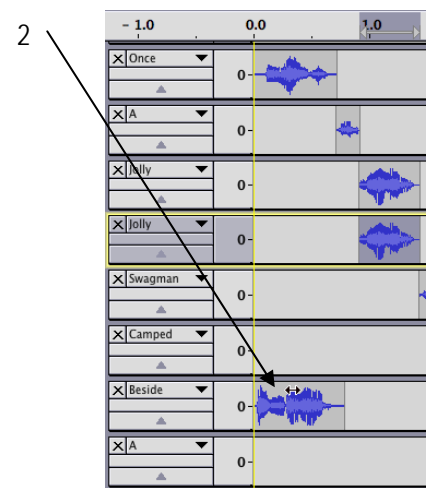 2
- 1.0 0.0 1.0
X Once
0-
X A
0-
X Jolly
0-
X Jolly
0-
X Swagman
0-
X Camped
0-
X Beside
0-
X A
0-